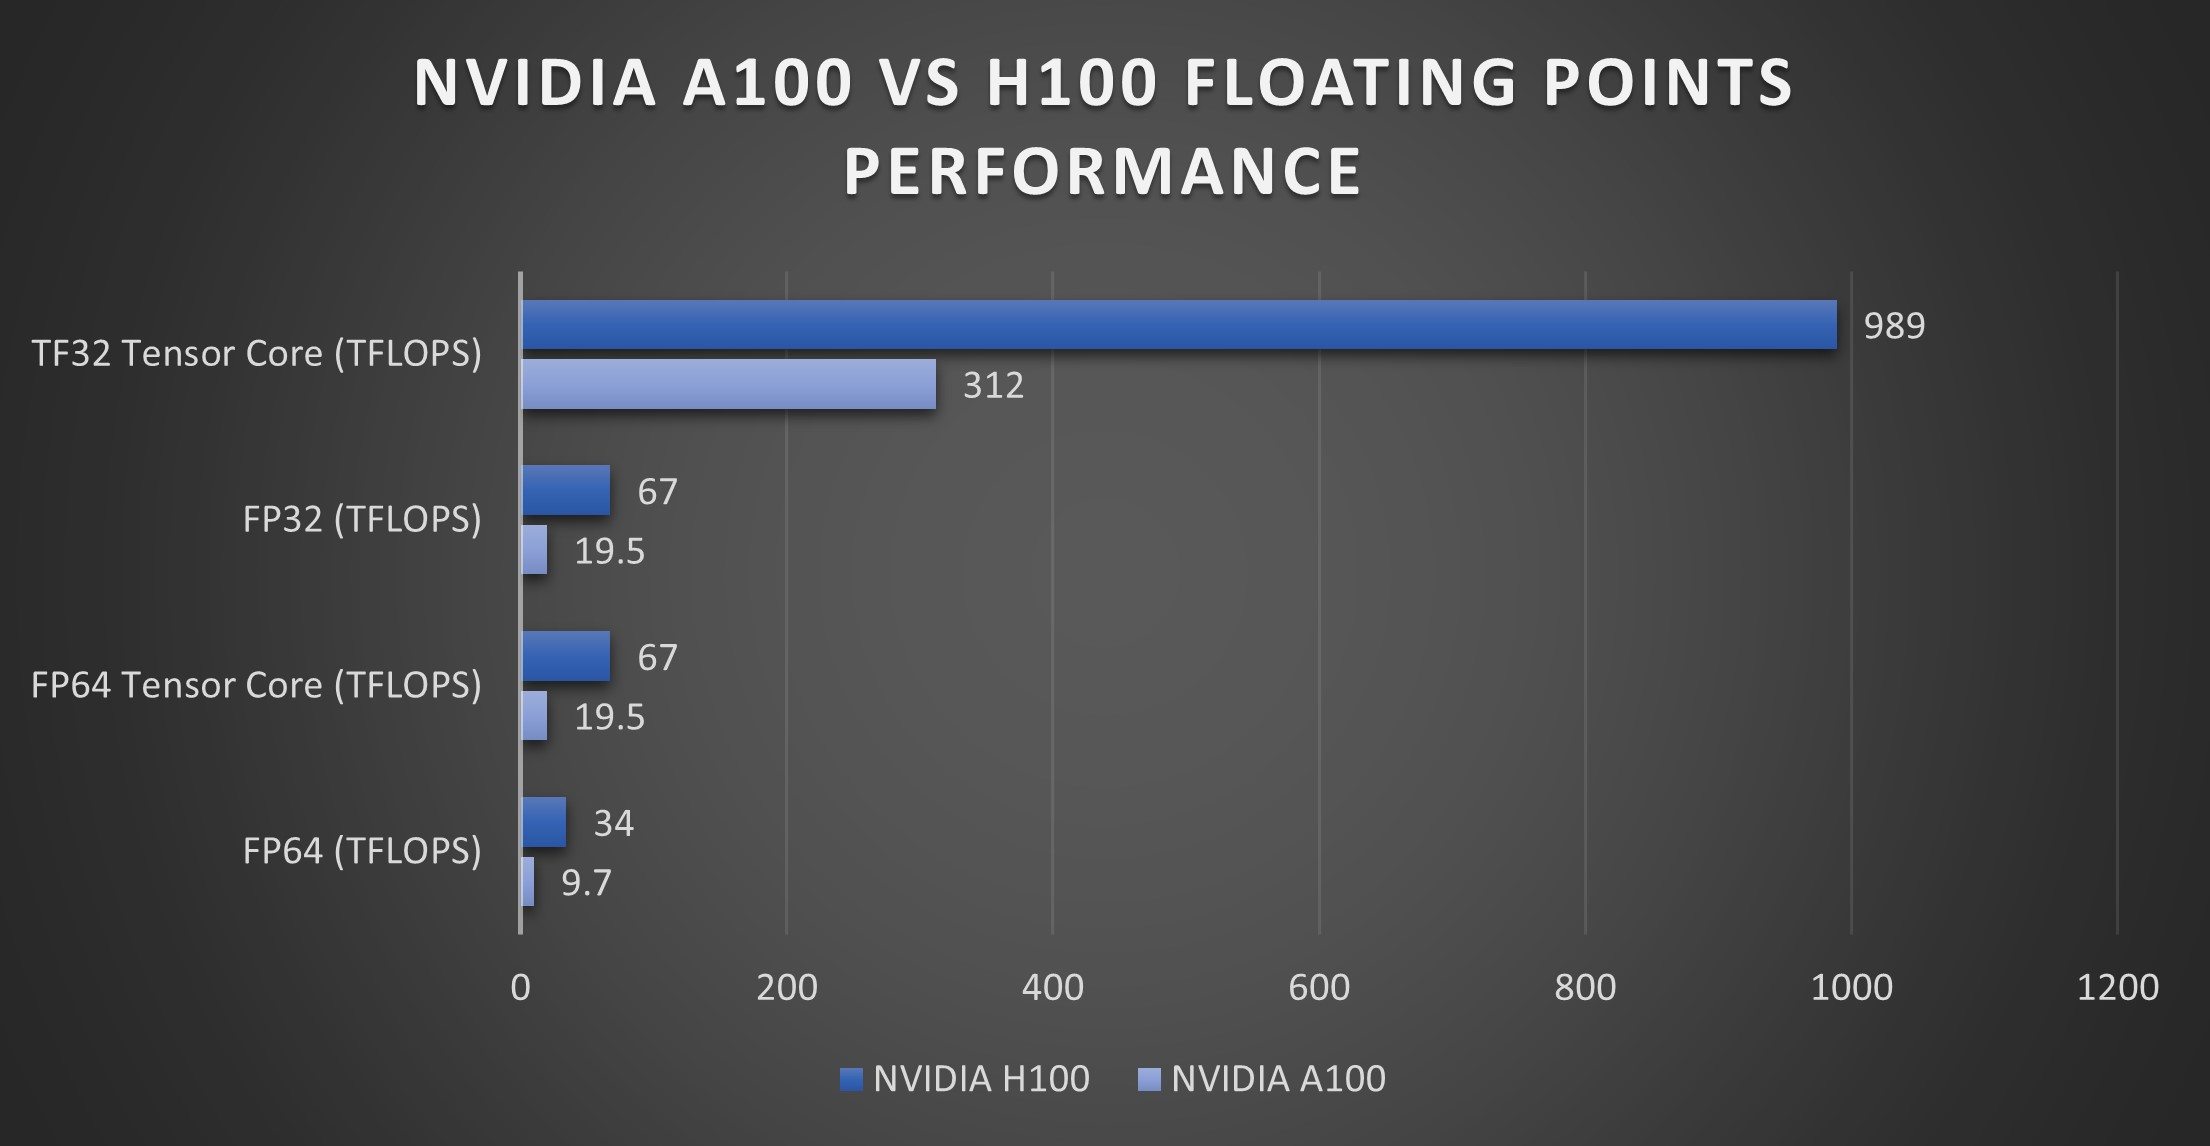 NVIDIA A100 VS H100 FLOATING POINTS
PERFORMANCE
TF32 Tensor Core (TFLOPS)
989
312
FP32 (TFLOPS)
67
19.5
FP64 Tensor Core (TFLOPS)
67
19.5
FP64 (TFLOPS)
34
9.7
0 200 400 600 800 1000 1200
NVIDIA H100 NVIDIA A100